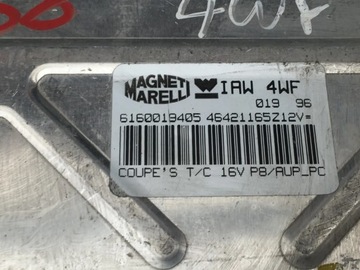 4WF
MAGNETI MARELLI
IAW 4WF
019 96
6160019405 46421165Z12V=
COUPE'S T/C 16V P8/AUP_PC